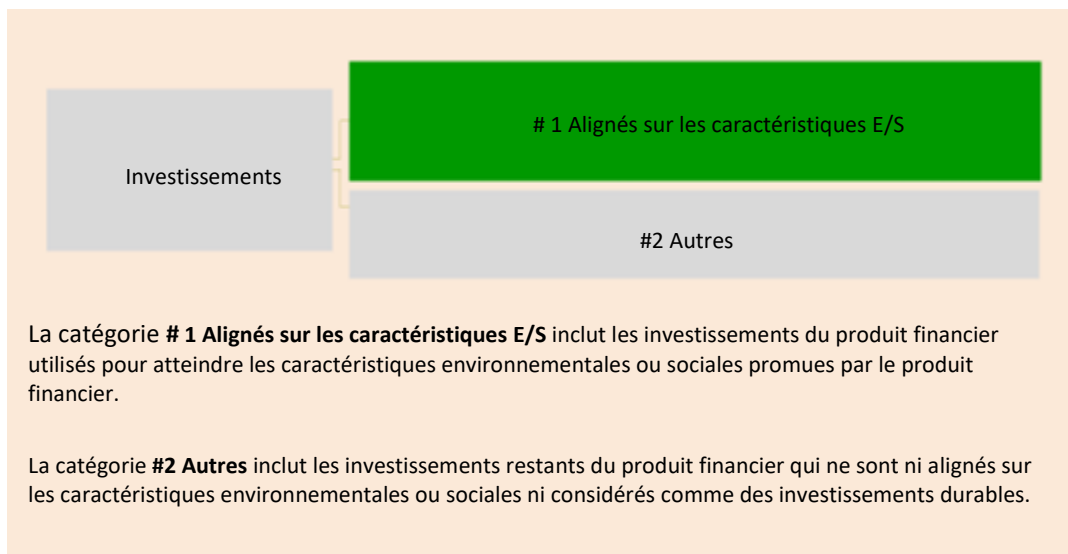 # 1 Alignés sur les caractéristiques E/S
Investissements
#2 Autres
La catégorie # 1 Alignés sur les caractéristiques E/S inclut les investissements du produit financier
utilisés pour atteindre les caractéristiques environnementales ou sociales promues par le produit
financier.
La catégorie #2 Autres inclut les investissements restants du produit financier qui ne sont ni alignés sur
les caractéristiques environnementales ou sociales ni considérés comme des investissements durables.